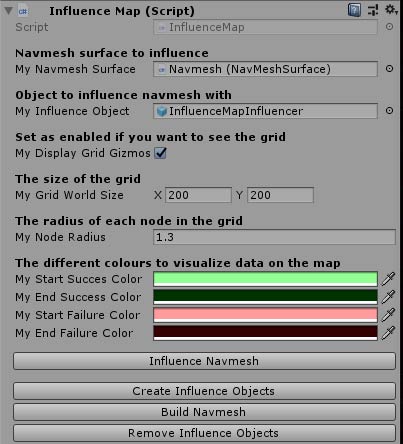 Influence Map (Script)
Script InfluenceMap
Navmesh surface to influence
My Navmesh Surface Navmesh (NavMeshSurface)
Object to influence navmesh with
My Influence Object InfluenceMapInfluencer
Set as enabled if you want to see the grid
My Display Grid Gizmos
The size of the grid
My Grid World Size X 200 Y 200
The radius of each node in the grid
My Node Radius 1.3
The different colours to visualize data on the map
My Start Succes Color
My End Success Color
My Start Failure Color
My End Failure Color
Influence Navmesh
Create Influence Objects
Build Navmesh
Remove Influence Objects